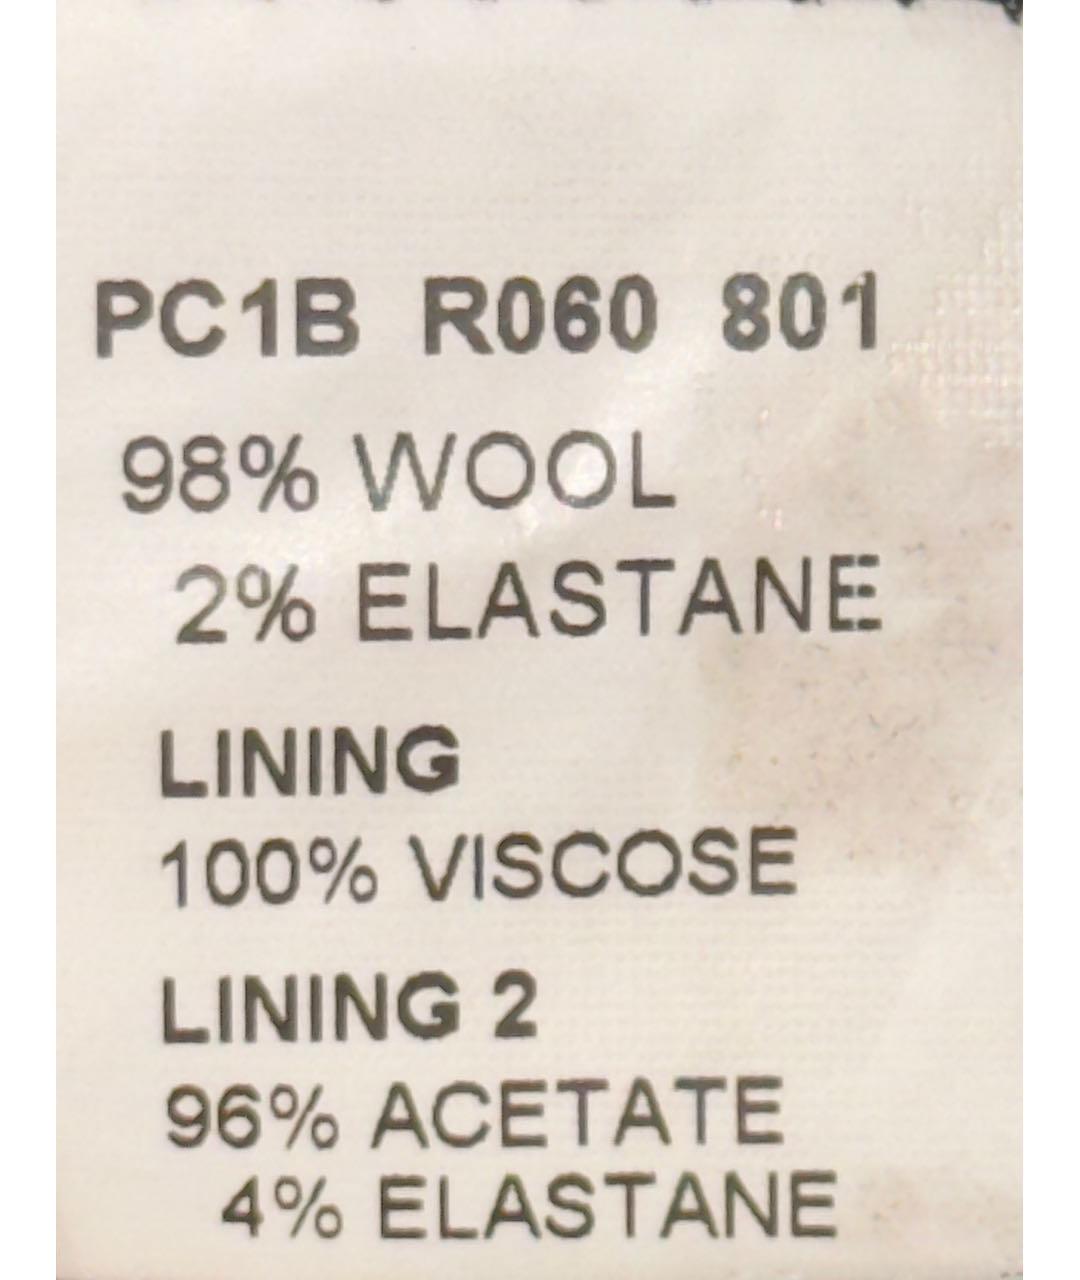 PC1B R060 801
98% WOOL
2% ELASTANE
LINING
100% VISCOSE
LINING 2
96% ACETATE
4% ELASTANE